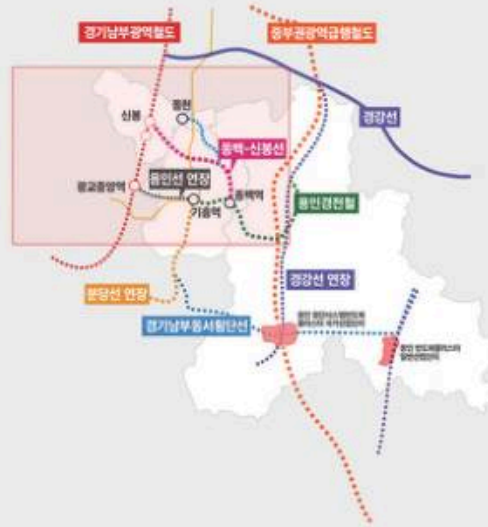 경기남부광역철도
중부권광역급행철도
경강선
신봉
죽전
동백-신봉선
용인선 연장
광교중앙역
기흥역
동백역
용인경전철
분당선 연장
경강선 연장
경기남부동서횡단선